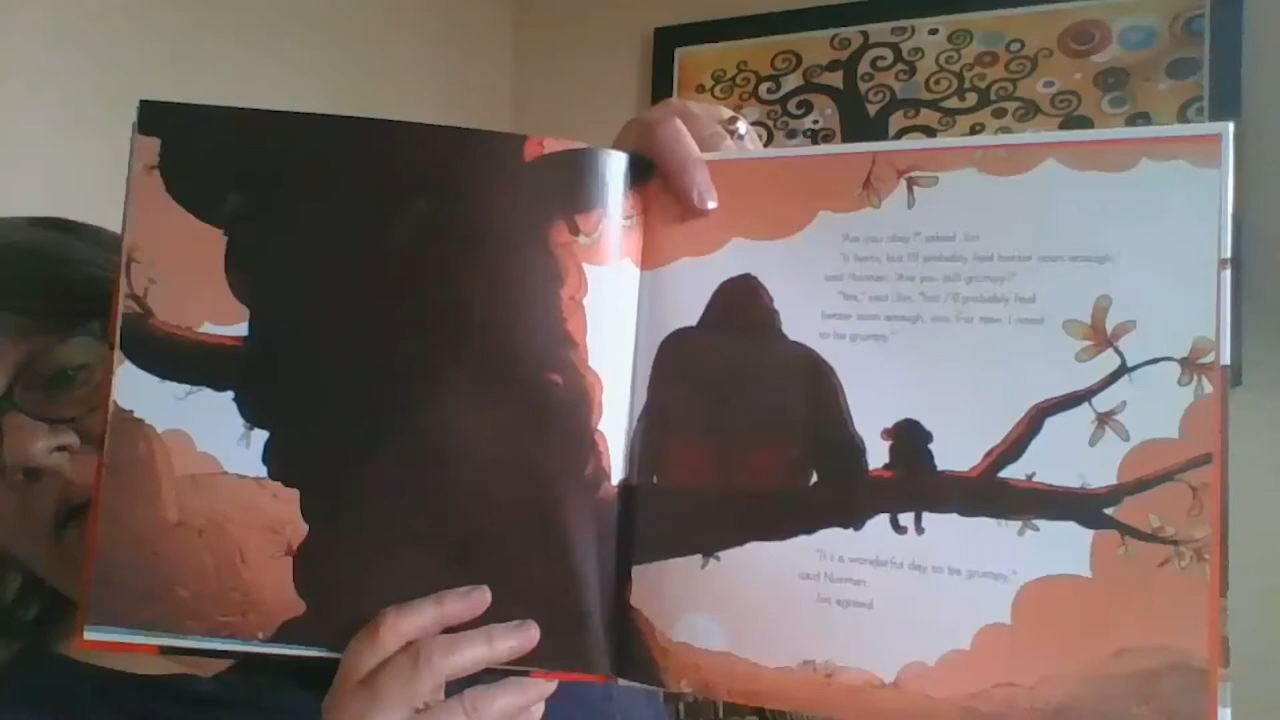 "Are you okay?" asked Jim.
"It hurts, but I'll probably feel better soon enough,"
said Norman. "Are you still grumpy?"
"Yes," said Jim, "but I'll probably feel
better soon enough, too. For now, I need
to be grumpy."
"It's a wonderful day to be grumpy,"
said Norman.
Jim agreed.